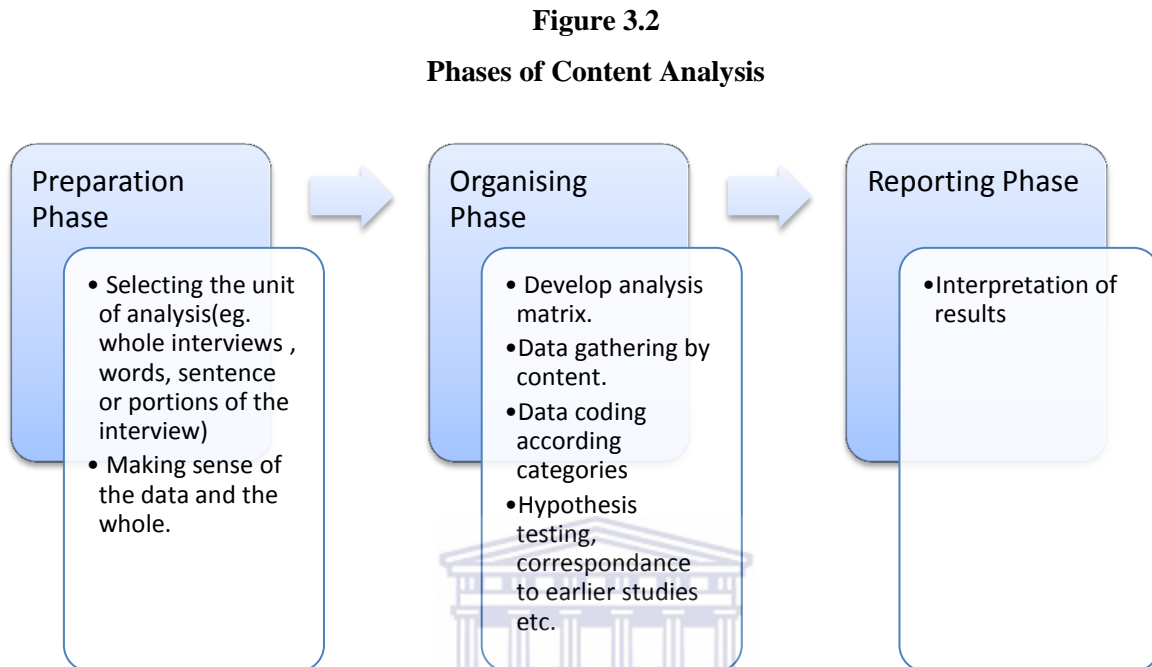 Figure 3.2
Phases of Content Analysis
Preparation
Phase
• Selecting the unit
of analysis(eg.
whole interviews ,
words, sentence
or portions of the
interview)
• Making sense of
the data and the
whole.
Organising
Phase
• Develop analysis
matrix.
•Data gathering by
content.
•Data coding
according
categories
•Hypothesis
testing,
correspondance
to earlier studies
etc.
Reporting Phase
•Interpretation of
results